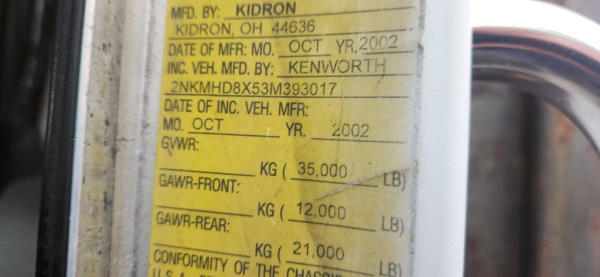 MFD. BY: KIDRON
KIDRON, OH 44636
DATE OF MFR: MO. OCT YR. 2002
INC. VEH. MFD. BY: KENWORTH
2NKMHD8X53M393017
DATE OF INC. VEH. MFR:
MO. OCT YR. 2002
GVWR:
KG ( 35,000 LB)
GAWR-FRONT:
KG ( 12,000 LB)
GAWR-REAR:
KG ( 21,000 LB)
CONFORMITY OF THE CHASSIS
U.S.A.